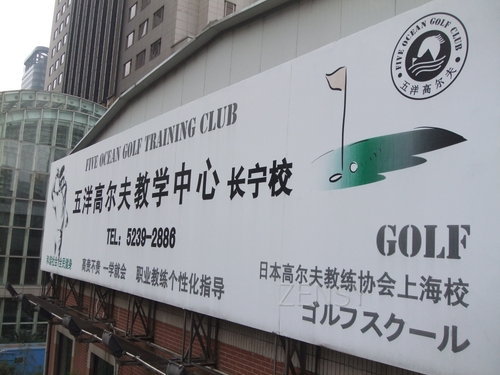 FIVE OCEAN GOLF CLUB
五洋高尔夫
FIVE OCEAN GOLF TRAINING CLUB
五洋高尔夫教学中心 长宁校
TEL: 5239-2886
高贵不贵 一学就会 职业教练个性化指导
GOLF
日本高尔夫教练协会上海校
ゴルフスクール